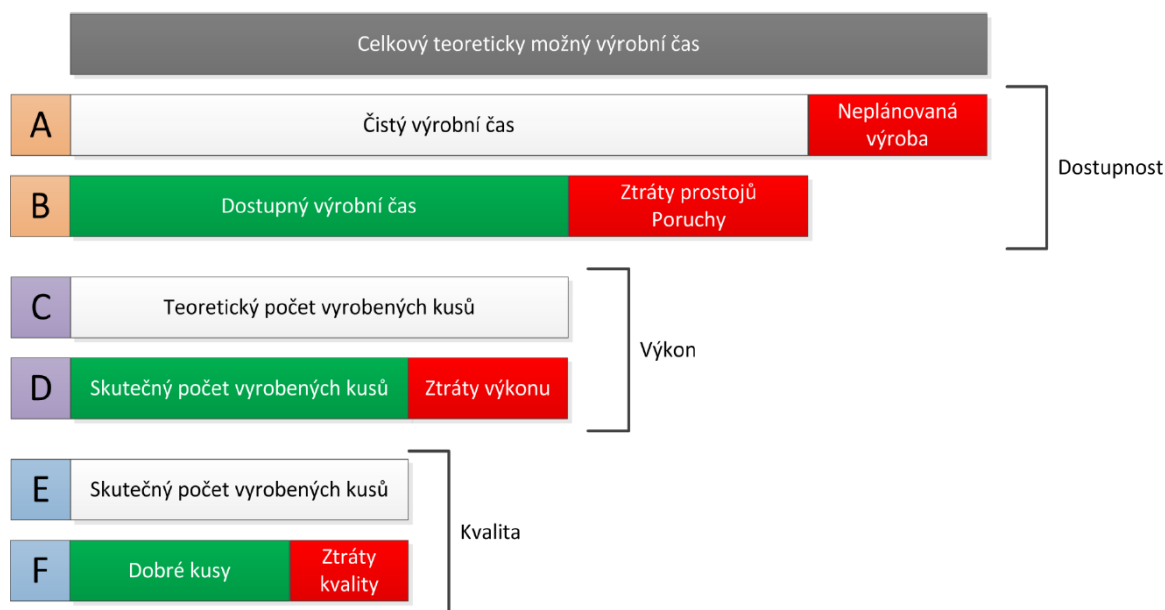 Celkový teoreticky možný výrobní čas
A
Čistý výrobní čas
Neplánovaná
výroba
Dostupnost
B
Dostupný výrobní čas
Ztráty prostojů
Poruchy
C
Teoretický počet vyrobených kusů
Výkon
D
Skutečný počet vyrobených kusů
Ztráty výkonu
E
Skutečný počet vyrobených kusů
Kvalita
F
Dobré kusy
Ztráty
kvality